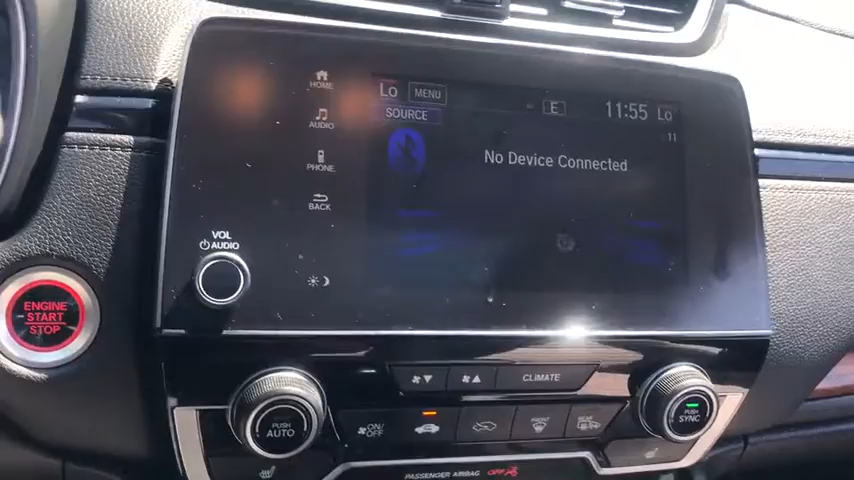 HOME
Lo MENU E 11:55 Lo
AUDIO SOURCE
11
PHONE No Device Connected
BACK
VOL
AUDIO
ENGINE
START
STOP
CLIMATE
PUSH
AUTO
ON/
OFF
FRONT
REAR
PUSH
SYNC
PASSENGER AIRBAG OFF